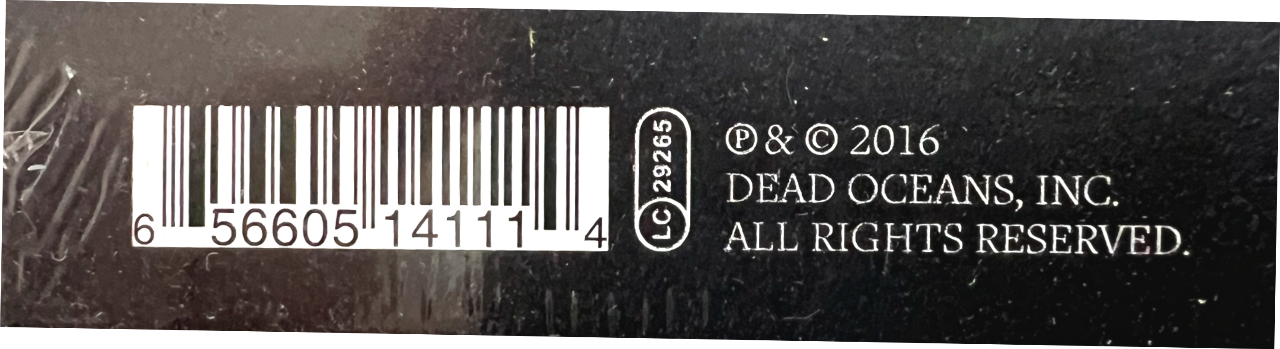 6 56605 14111 4
LC 29265
℗ & © 2016
DEAD OCEANS, INC.
ALL RIGHTS RESERVED.